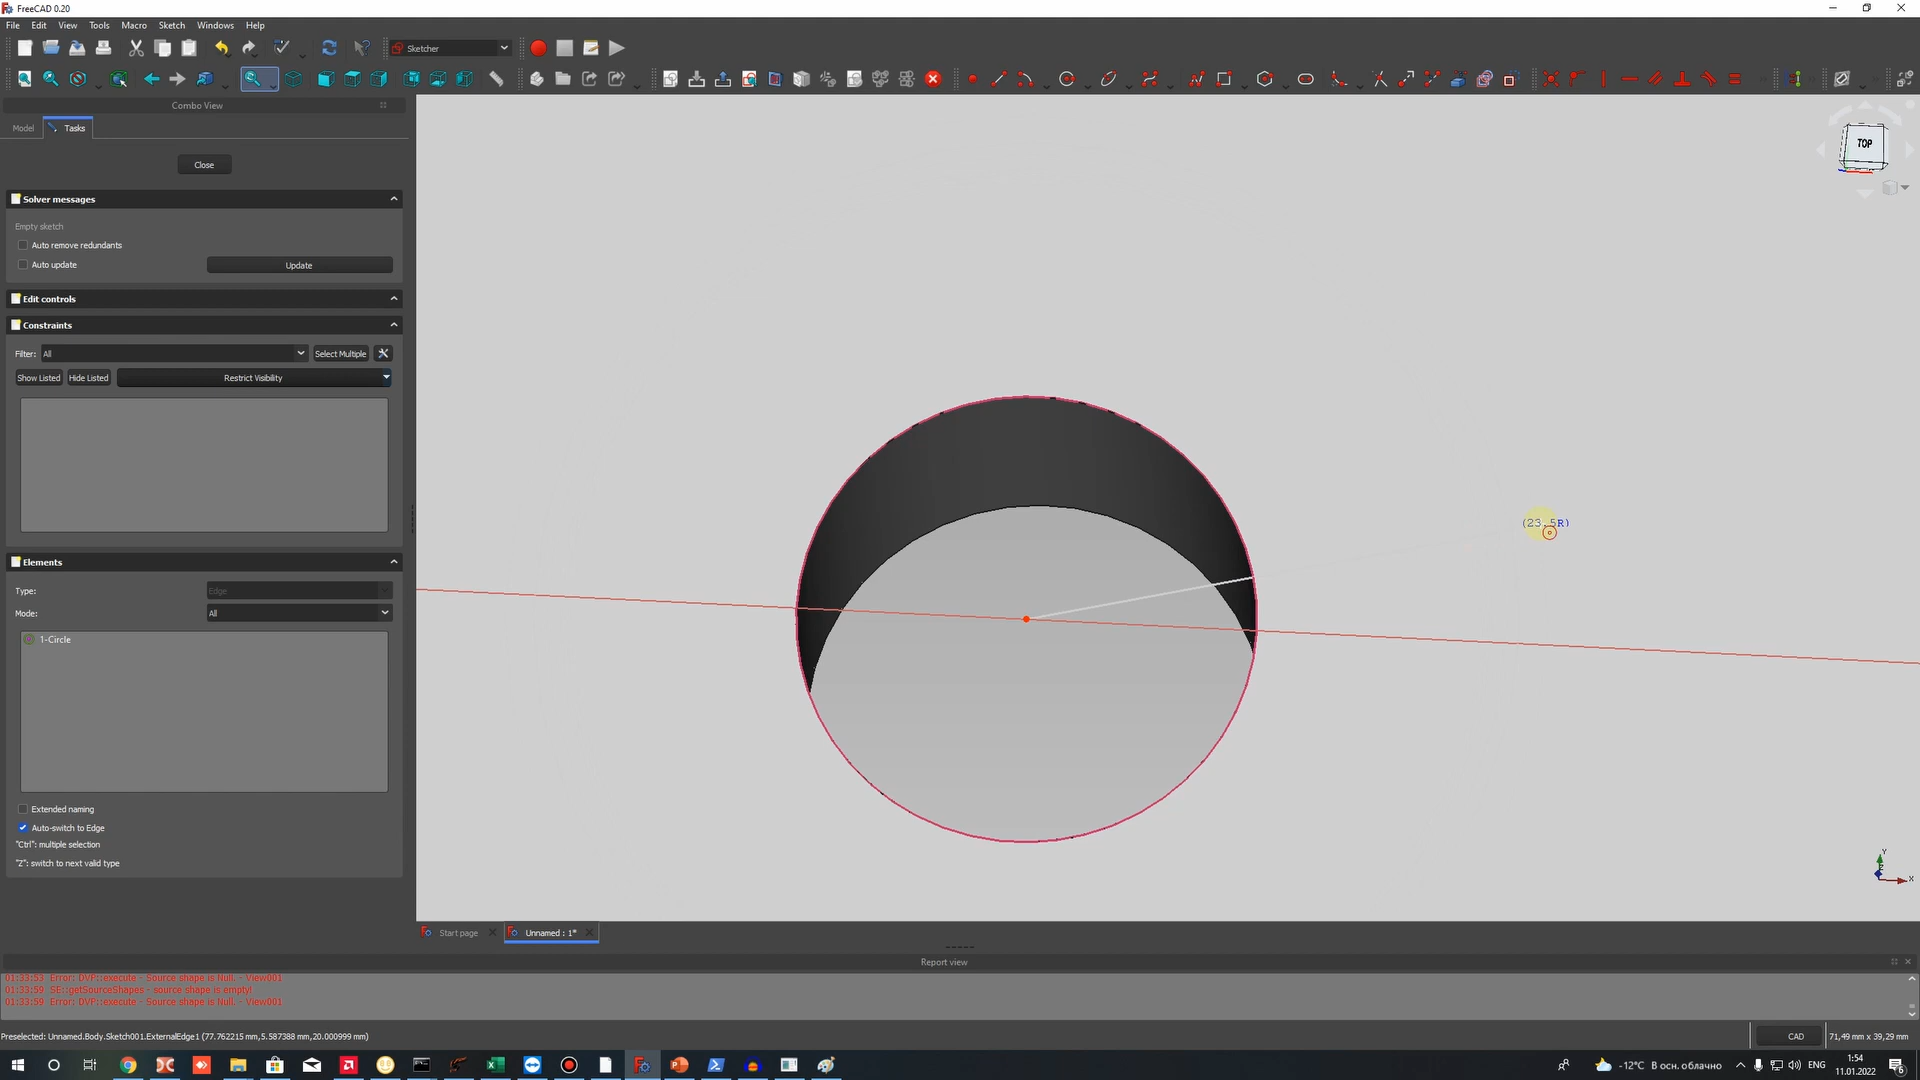 FreeCAD 0.20
File Edit View Tools Macro Sketch Windows Help
Sketcher
Combo View
Model Tasks
Close
Solver messages
Empty sketch
Auto remove redundants
Auto update
Update
Edit controls
Constraints
Filter: All
Select Multiple
Show Listed Hide Listed Restrict Visibility
Elements
Type: Edge
Mode: All
1-Circle
Extended naming
Auto-switch to Edge
"Ctrl": multiple selection
"Z": switch to next valid type
TOP
(23,5R)
Y
Z
X
Start page
Unnamed : 1*
Report view
01:33:53 Error: DVP::execute - Source shape is Null. - View001
01:33:59 SE::getSourceShapes - source shape is empty!
01:33:59 Error: DVP::execute - Source shape is Null. - View001
Preselected: Unnamed.Body.Sketch001.ExternalEdge1 (77.762215 mm,5.587388 mm,20.000999 mm)
CAD
71,49 mm x 39,29 mm
-12°C В осн. облачно
ENG
1:54
11.01.2022
6